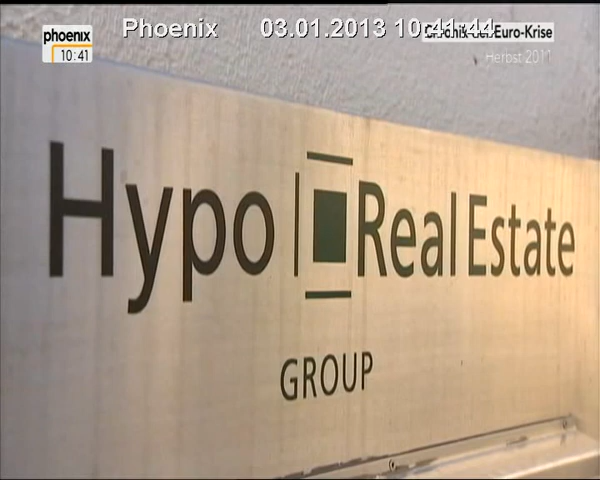 Phoenix 03.01.2013 10:41:44
phoenix
10:41
Euro-Krise
Herbst 2011
Hypo Real Estate
GROUP